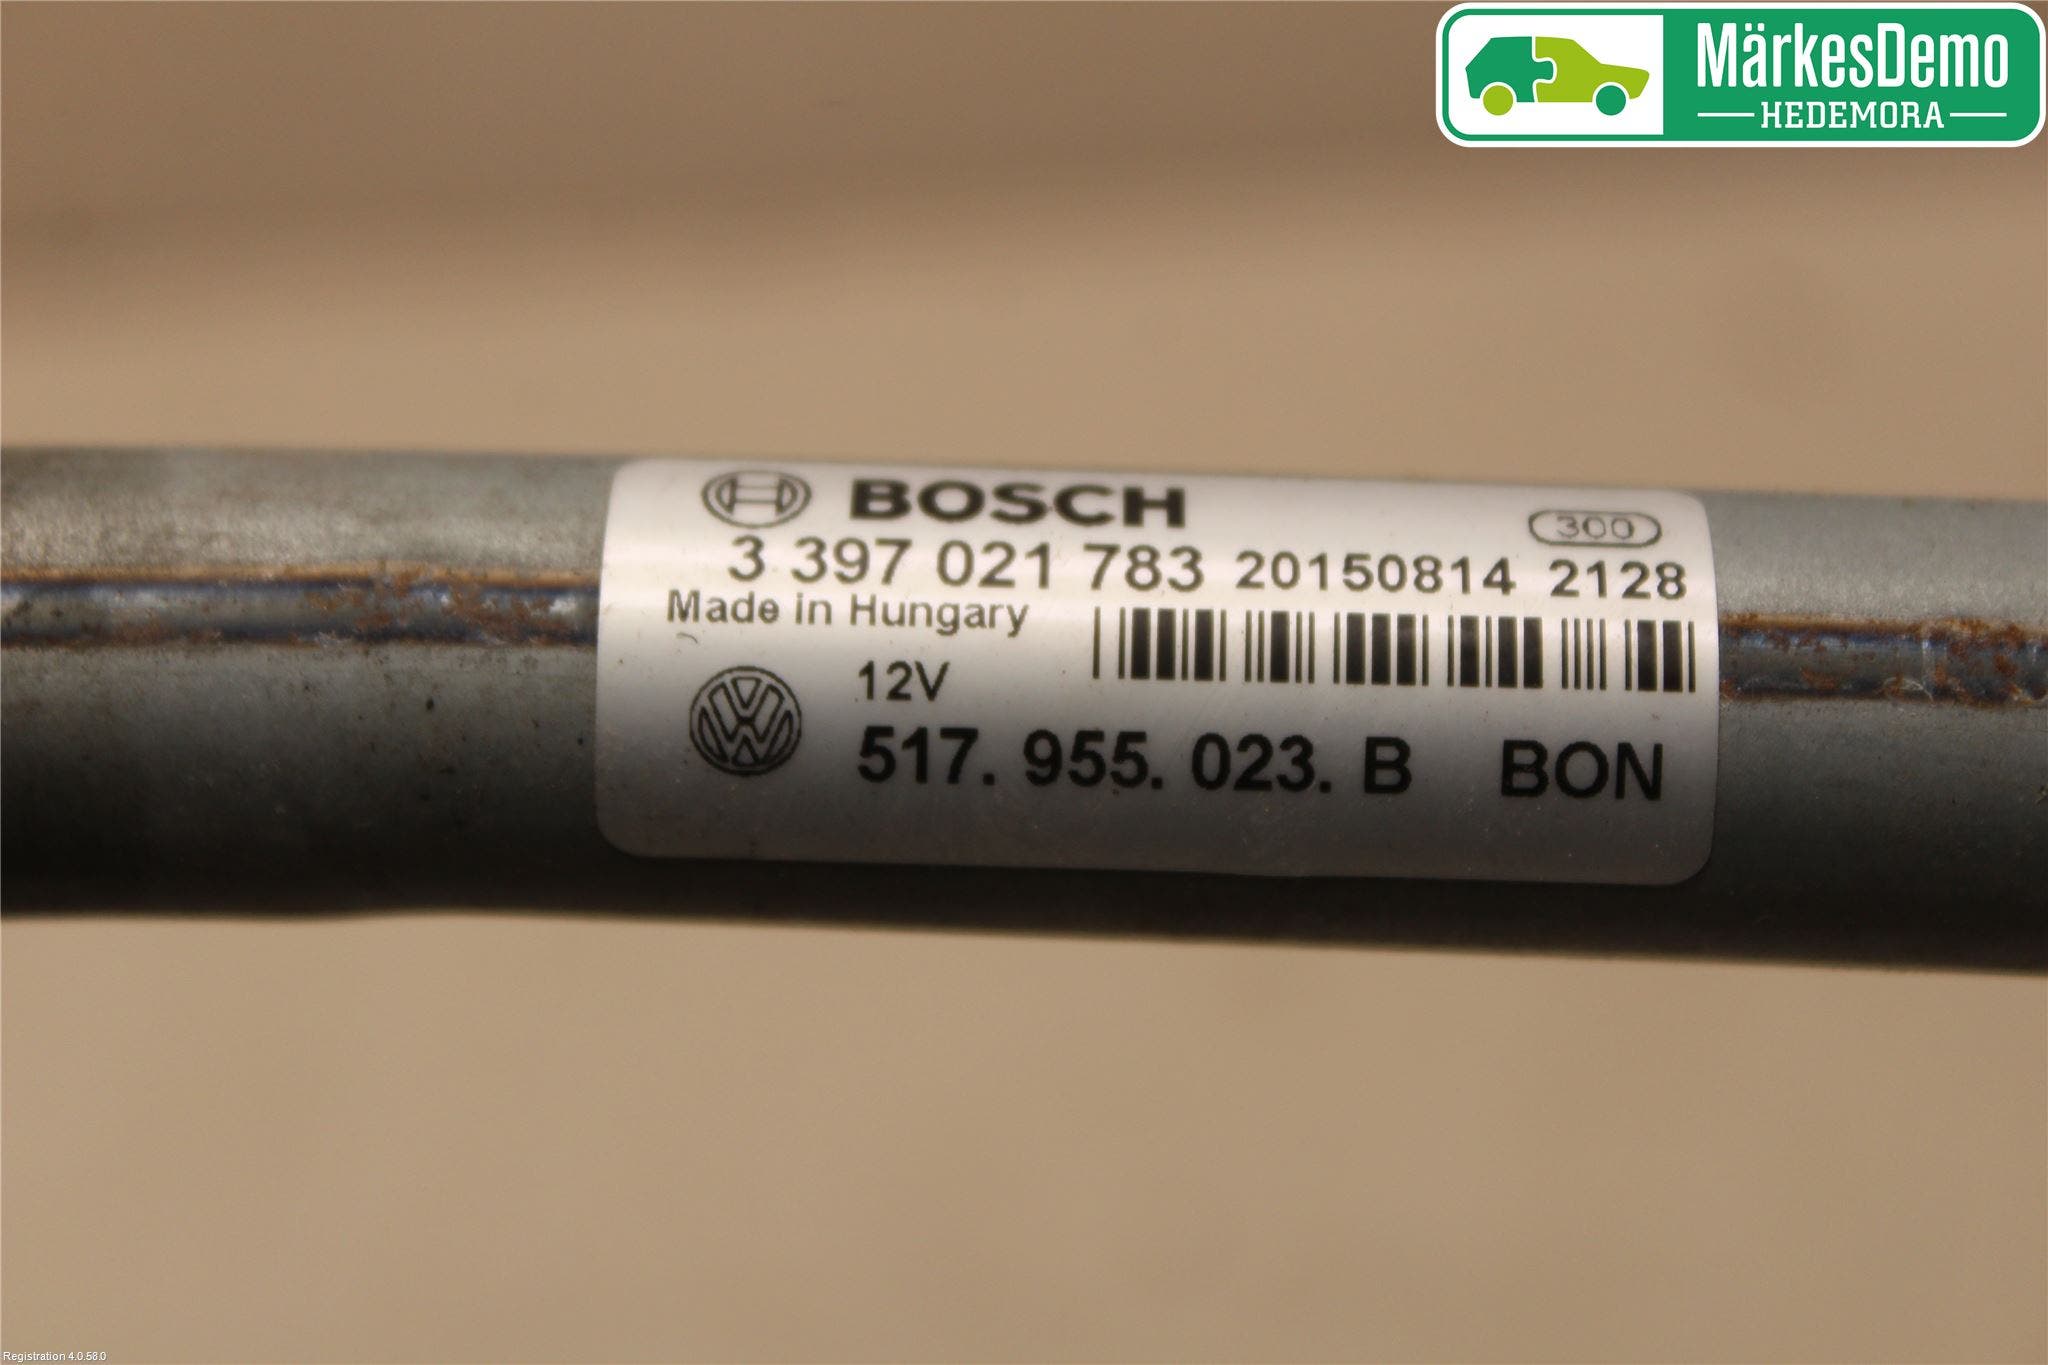 MärkesDemo
HEDEMORA
BOSCH
300
3 397 021 783 20150814 2128
Made in Hungary
12V
517. 955. 023. B BON
Registration 4.0.58.0